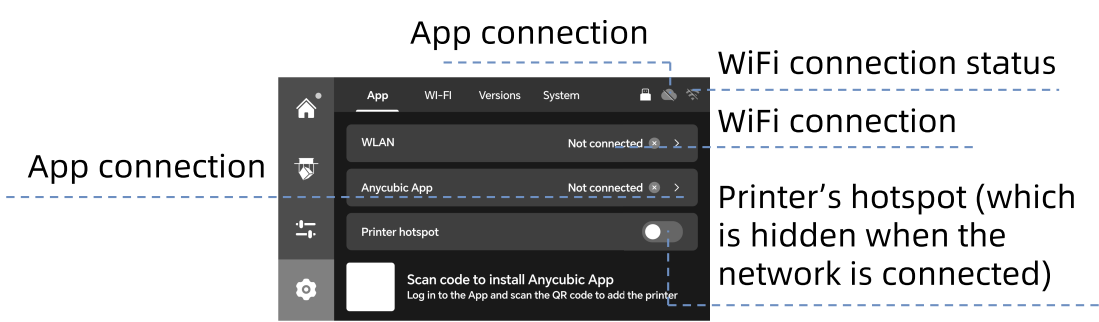 App connection
WiFi connection status
App
WI-FI
Versions
System
WiFi connection
WLAN
Not connected
App connection
Anycubic App
Not connected
Printer's hotspot (which
is hidden when the
network is connected)
Printer hotspot
Scan code to install Anycubic App
Log in to the App and scan the QR code to add the printer